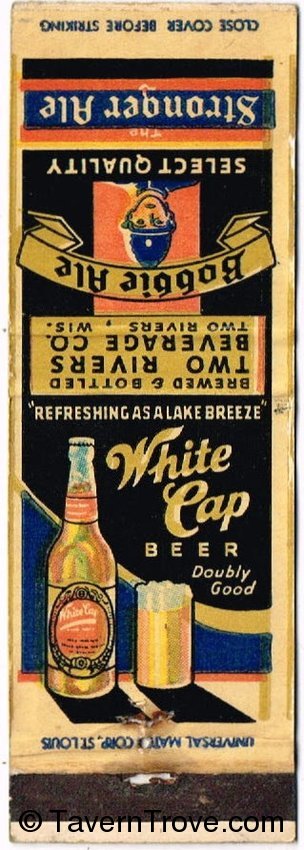 CLOSE COVER BEFORE STRIKING
The
Stronger Ale
SELECT QUALITY
Bobbie Ale
BREWED & BOTTLED
TWO RIVERS
BEVERAGE CO.
TWO RIVERS, WIS.
"REFRESHING AS A LAKE BREEZE"
White
Cap
BEER
Doubly
Good
White Cap
UNIVERSAL MATCH CORP., ST. LOUIS
© TavernTrove.com